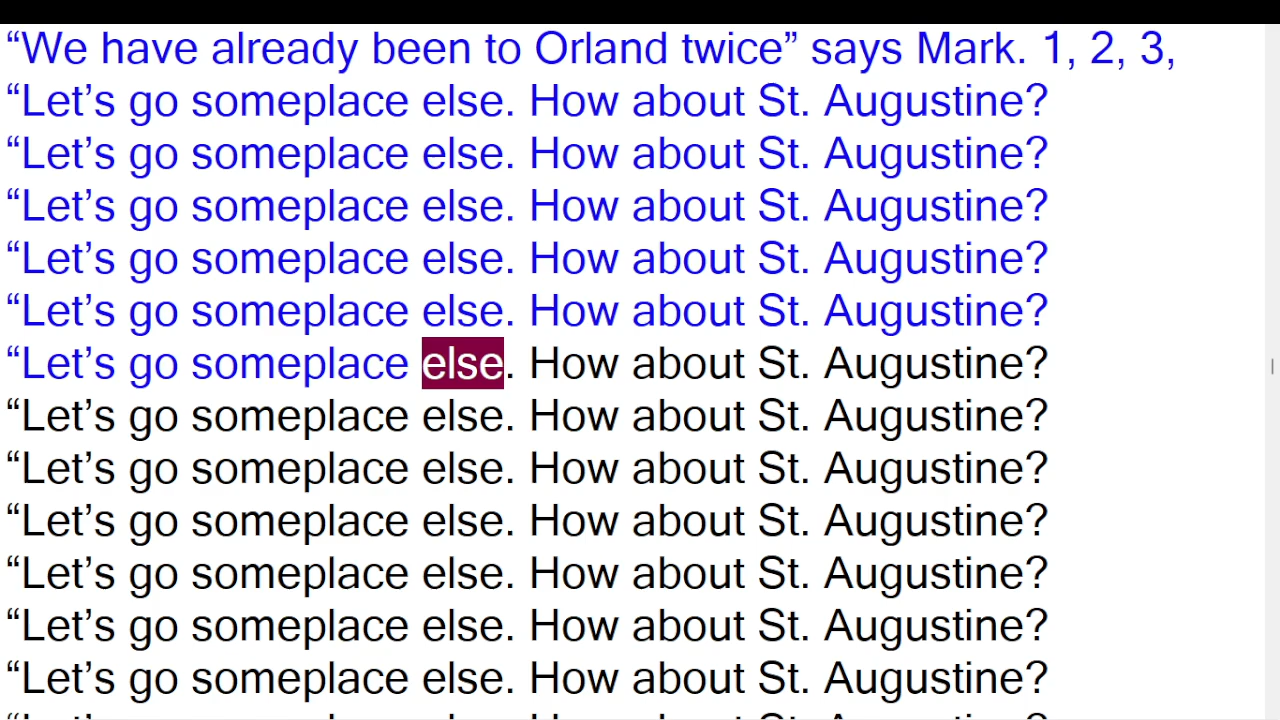 “We have already been to Orland twice” says Mark. 1, 2, 3,
“Let’s go someplace else. How about St. Augustine?
“Let’s go someplace else. How about St. Augustine?
“Let’s go someplace else. How about St. Augustine?
“Let’s go someplace else. How about St. Augustine?
“Let’s go someplace else. How about St. Augustine?
“Let’s go someplace else. How about St. Augustine?
“Let’s go someplace else. How about St. Augustine?
“Let’s go someplace else. How about St. Augustine?
“Let’s go someplace else. How about St. Augustine?
“Let’s go someplace else. How about St. Augustine?
“Let’s go someplace else. How about St. Augustine?
“Let’s go someplace else. How about St. Augustine?